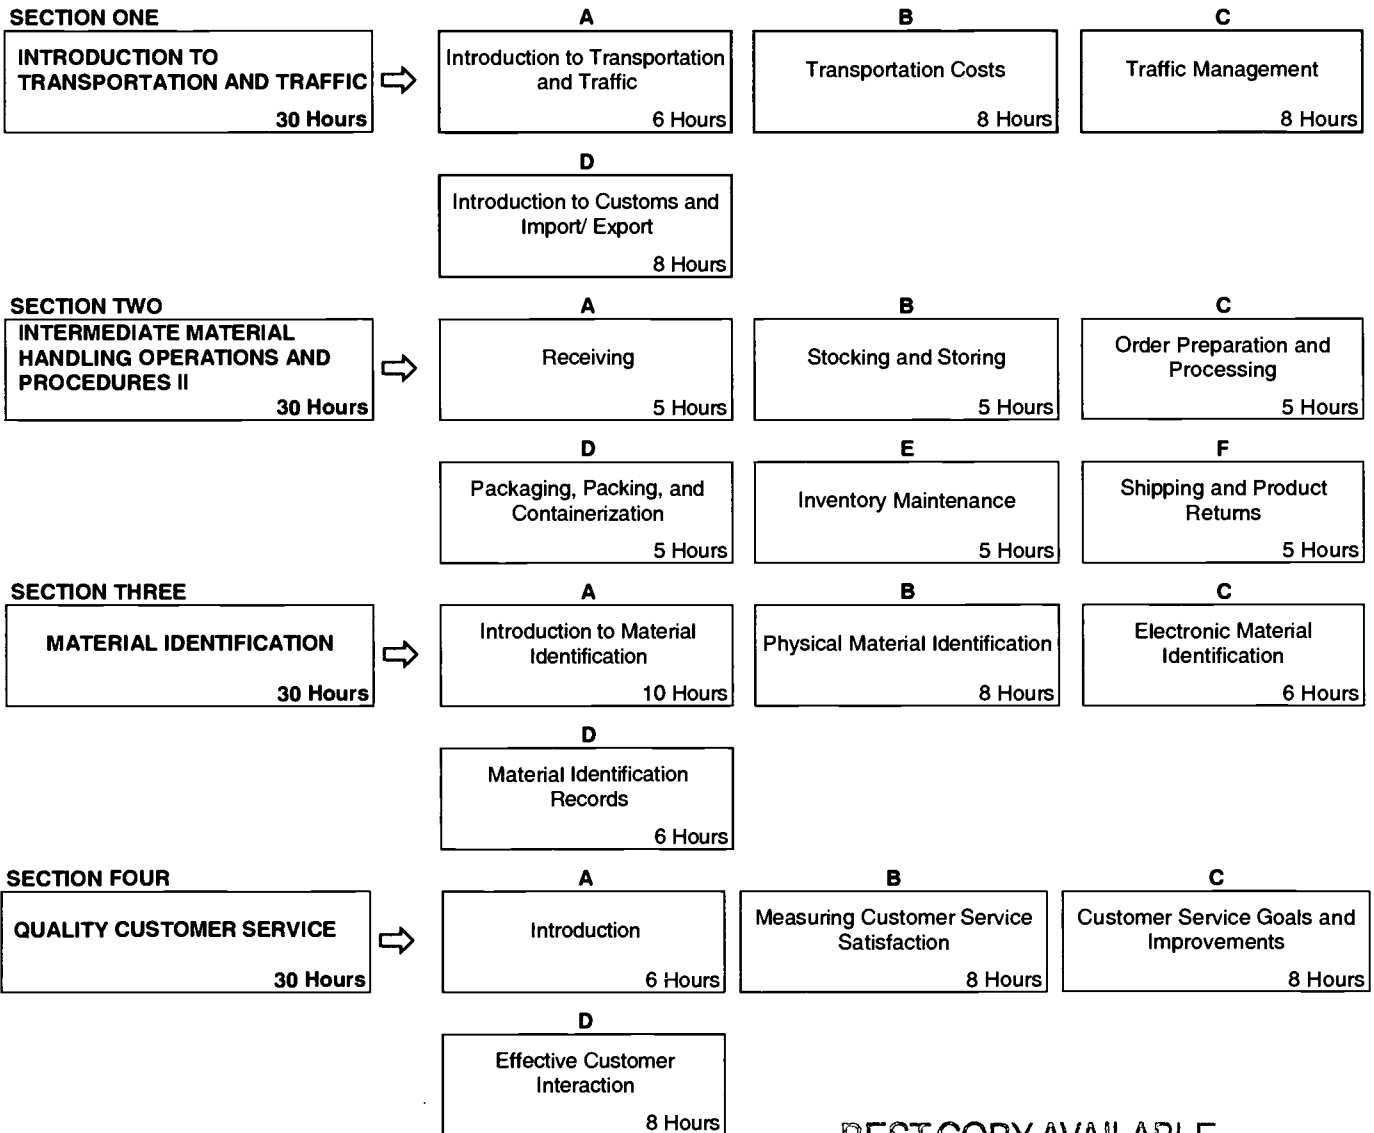 SECTION ONE
INTRODUCTION TO
TRANSPORTATION AND TRAFFIC
30 Hours
A
Introduction to Transportation
and Traffic
6 Hours
B
Transportation Costs
8 Hours
C
Traffic Management
8 Hours
D
Introduction to Customs and
Import/ Export
8 Hours
SECTION TWO
INTERMEDIATE MATERIAL
HANDLING OPERATIONS AND
PROCEDURES II
30 Hours
A
Receiving
5 Hours
B
Stocking and Storing
5 Hours
C
Order Preparation and
Processing
5 Hours
D
Packaging, Packing, and
Containerization
5 Hours
E
Inventory Maintenance
5 Hours
F
Shipping and Product
Returns
5 Hours
SECTION THREE
MATERIAL IDENTIFICATION
30 Hours
A
Introduction to Material
Identification
10 Hours
B
Physical Material Identification
8 Hours
C
Electronic Material
Identification
6 Hours
D
Material Identification
Records
6 Hours
SECTION FOUR
QUALITY CUSTOMER SERVICE
30 Hours
A
Introduction
6 Hours
B
Measuring Customer Service
Satisfaction
8 Hours
C
Customer Service Goals and
Improvements
8 Hours
D
Effective Customer
Interaction
8 Hours
BEST COPY AVAILABLE